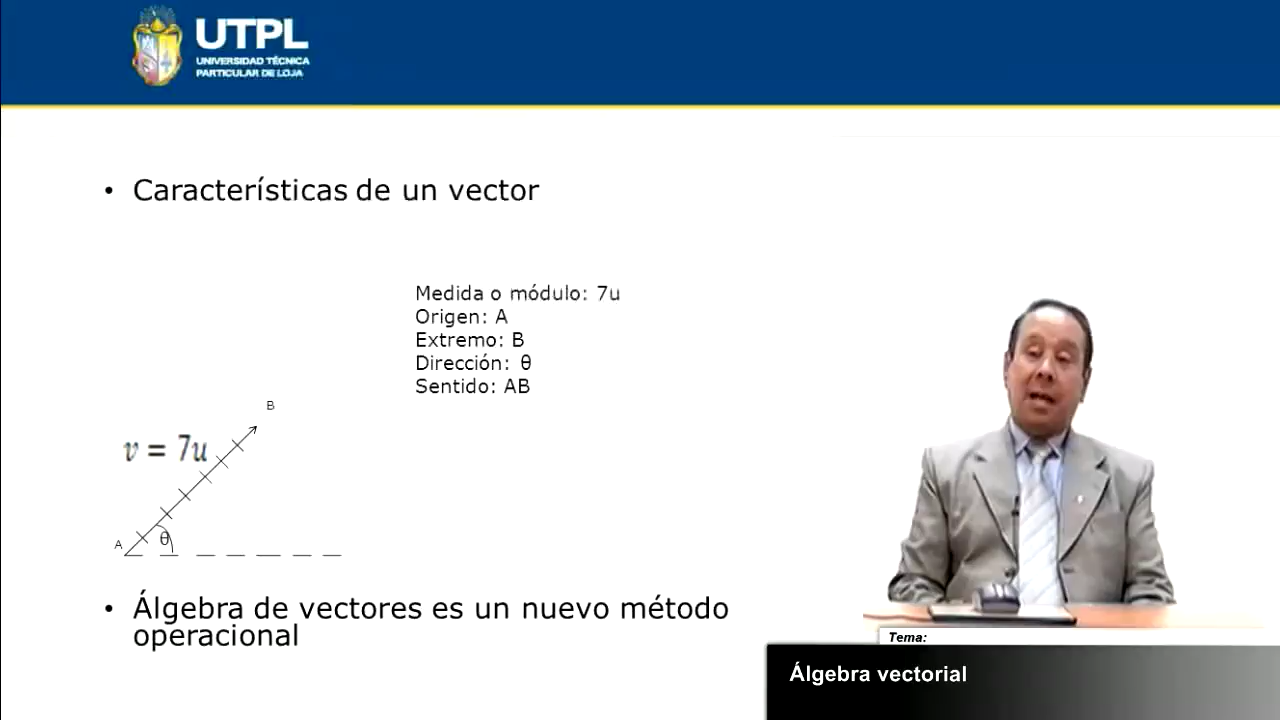 UTPL
UNIVERSIDAD TÉCNICA
PARTICULAR DE LOJA
• Características de un vector
Medida o módulo: 7u
Origen: A
Extremo: B
Dirección: θ
Sentido: AB
B
v = 7u
A
θ
• Álgebra de vectores es un nuevo método
operacional
Tema:
Álgebra vectorial